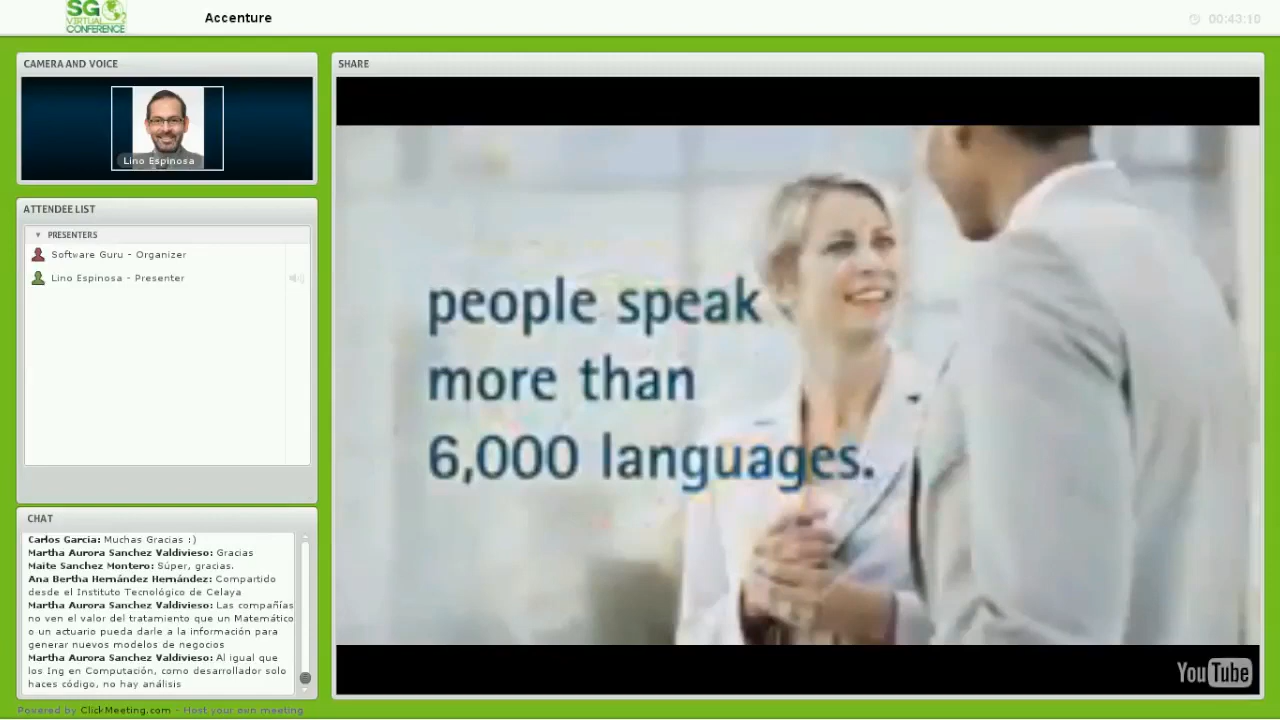 SG
VIRTUAL
CONFERENCE
Accenture
00:43:10
CAMERA AND VOICE
Lino Espinosa
ATTENDEE LIST
PRESENTERS
Software Guru - Organizer
Lino Espinosa - Presenter
CHAT
Carlos Garcia: Muchas Gracias :)
Martha Aurora Sanchez Valdivieso: Gracias
Maite Sanchez Montero: Súper, gracias.
Ana Bertha Hernández Hernández: Compartido
desde el Instituto Tecnológico de Celaya
Martha Aurora Sanchez Valdivieso: Las compañías
no ven el valor del tratamiento que un Matemático
o un actuario pueda darle a la información para
generar nuevos modelos de negocios
Martha Aurora Sanchez Valdivieso: Al igual que
los Ing en Computación, como desarrollador solo
haces código, no hay análisis
Powered by ClickMeeting.com - Host your own meeting
SHARE
people speak
more than
6,000 languages.
YouTube